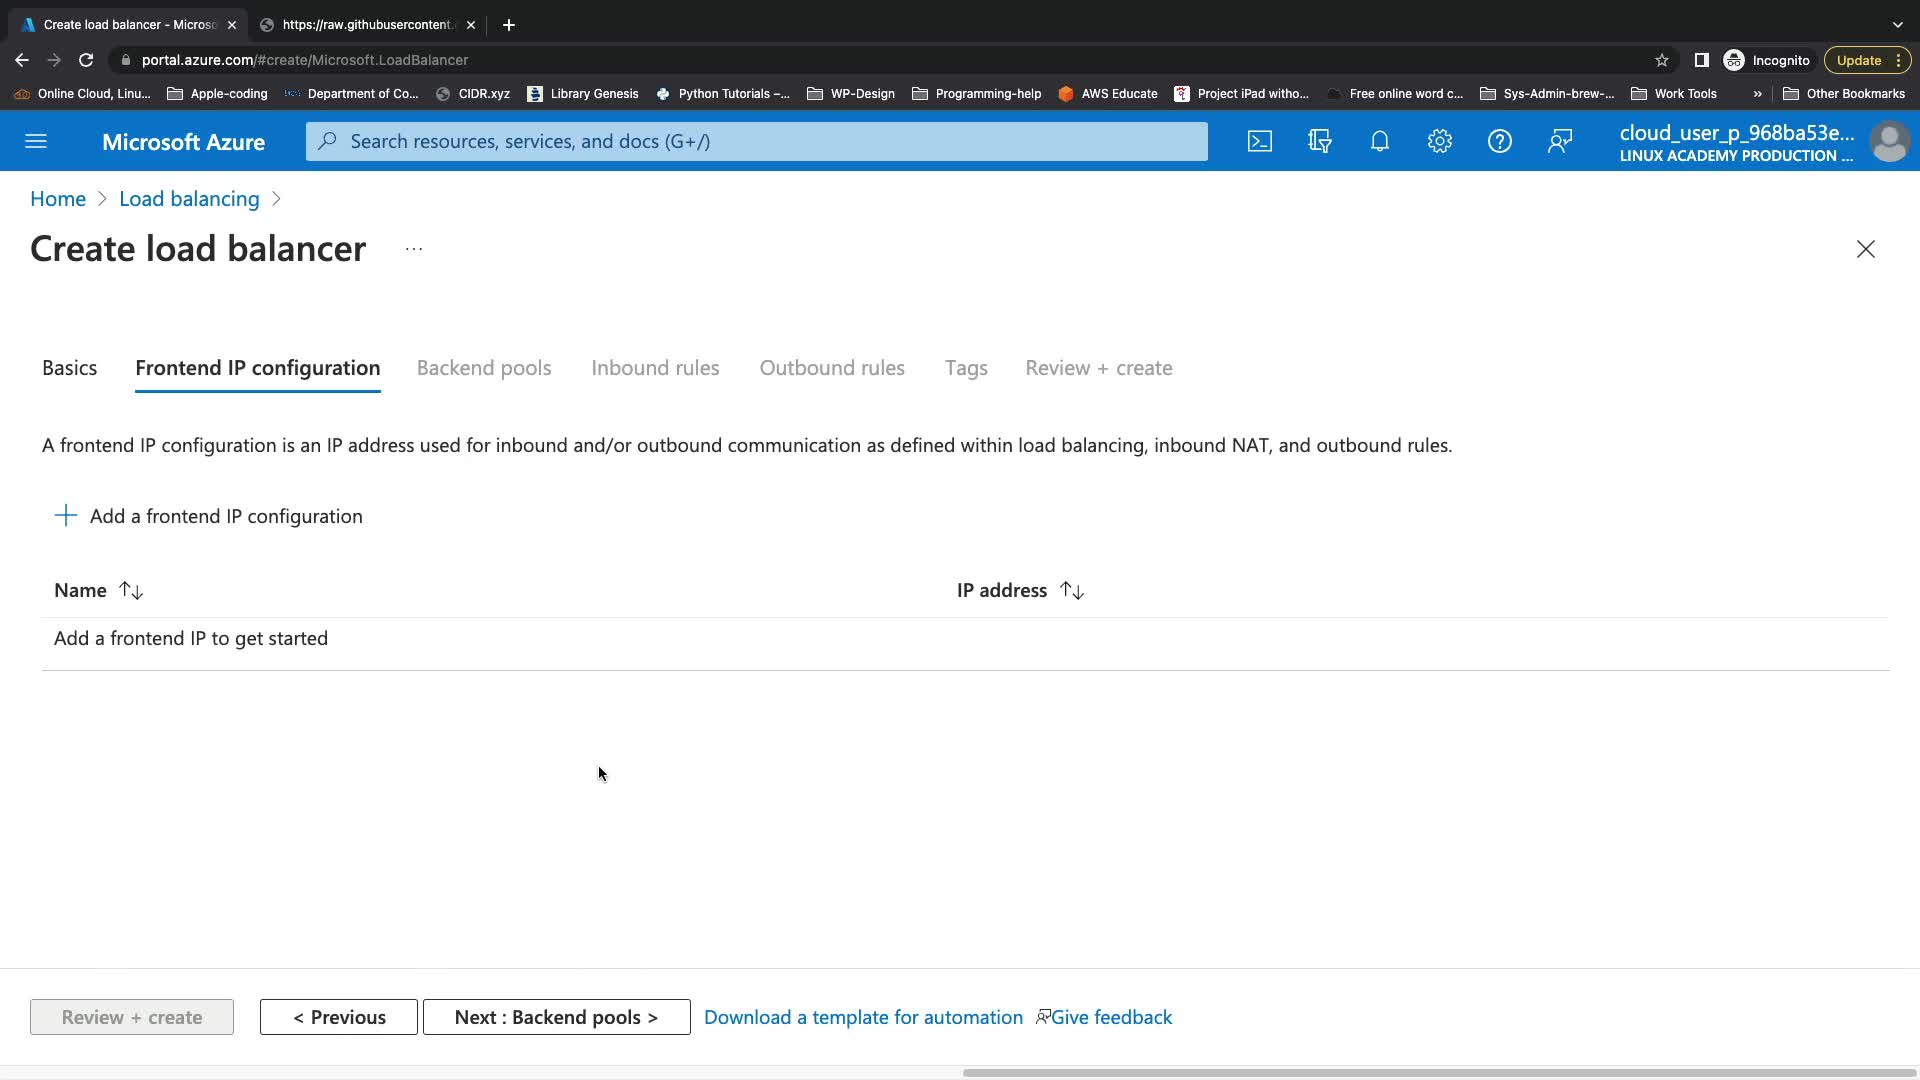 Create load balancer - Microso
https://raw.githubusercontent.
portal.azure.com/#create/Microsoft.LoadBalancer
Incognito
Update
Online Cloud, Linu...
Apple-coding
Department of Co...
CIDR.xyz
Library Genesis
Python Tutorials –...
WP-Design
Programming-help
AWS Educate
Project iPad witho...
Free online word c...
Sys-Admin-brew-...
Work Tools
»
Other Bookmarks
Microsoft Azure
Search resources, services, and docs (G+/)
cloud_user_p_968ba53e...
LINUX ACADEMY PRODUCTION ...
Home > Load balancing >
Create load balancer ...
Basics
Frontend IP configuration
Backend pools
Inbound rules
Outbound rules
Tags
Review + create
A frontend IP configuration is an IP address used for inbound and/or outbound communication as defined within load balancing, inbound NAT, and outbound rules.
Add a frontend IP configuration
Name ↑↓
IP address ↑↓
Add a frontend IP to get started
Review + create
< Previous
Next : Backend pools >
Download a template for automation
Give feedback